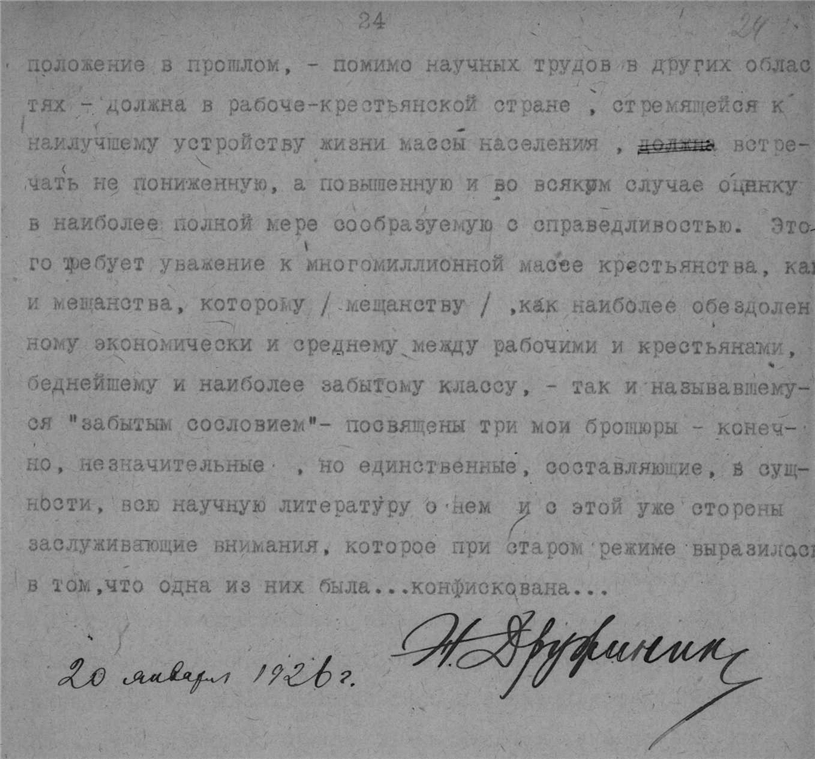 24 24
положение в прошлом, - помимо научных трудов в других облас
тях - должна в рабоче-крестьянской стране , стремящейся к
наилучшему устройству жизни массы населения , должна встре-
чать не пониженную, а повышенную и во всяком случае оценку
в наиболее полной мере сообразуемую с справедливостью. Это-
го требует уважение к многомиллионной массе крестьянства, как
и мещанства, которому / мещанству / ,как наиболее обездолен
ному экономически и среднему между рабочими и крестьянами,
беднейшему и наиболее забытому классу, - так и называвшему-
ся "забытым сословием"- посвящены три мои брошюры - конеч-
но, незначительные , но единственные, составляющие, в сущ-
ности, всю научную литературу о нем и с этой уже стороны
заслуживающие внимания, которое при старом режиме выразилось
в том,что одна из них была...конфискована...
Н. Дружинин
20 января 1926 г.